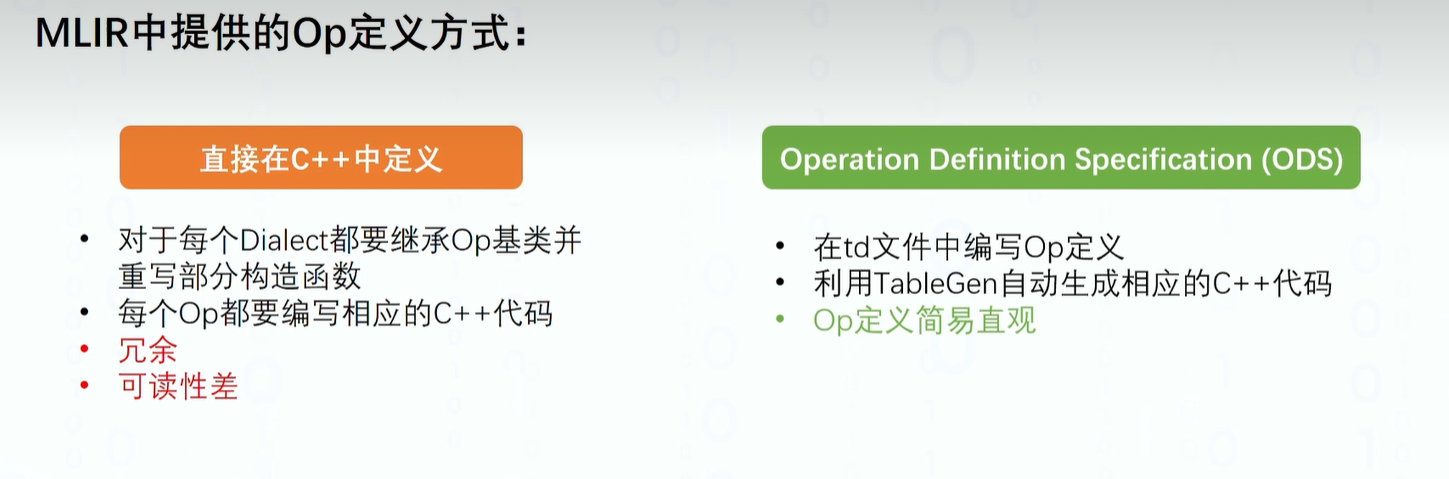 MLIR中提供的Op定义方式：
直接在C++中定义
• 对于每个Dialect都要继承Op基类并
重写部分构造函数
• 每个Op都要编写相应的C++代码
• 冗余
• 可读性差
Operation Definition Specification (ODS)
• 在td文件中编写Op定义
• 利用TableGen自动生成相应的C++代码
• Op定义简易直观